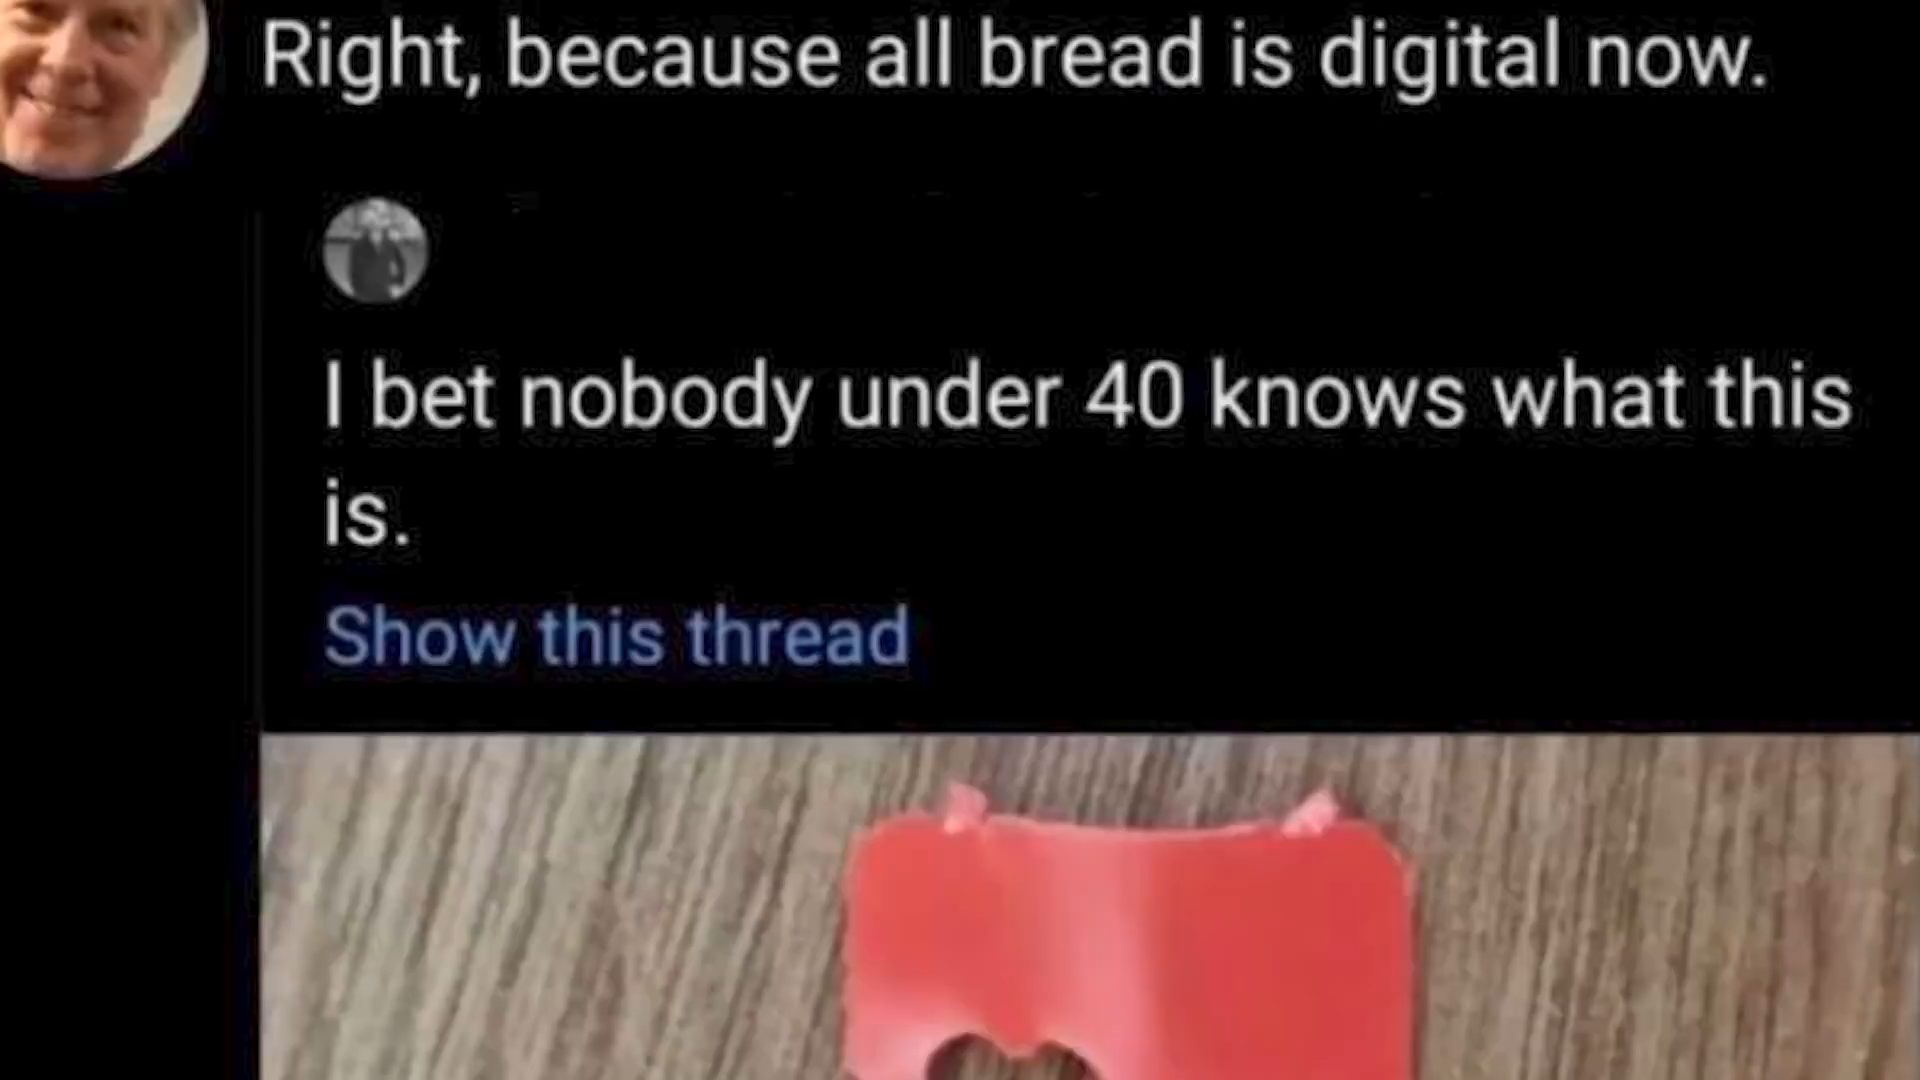 Right, because all bread is digital now.
I bet nobody under 40 knows what this
is.
Show this thread